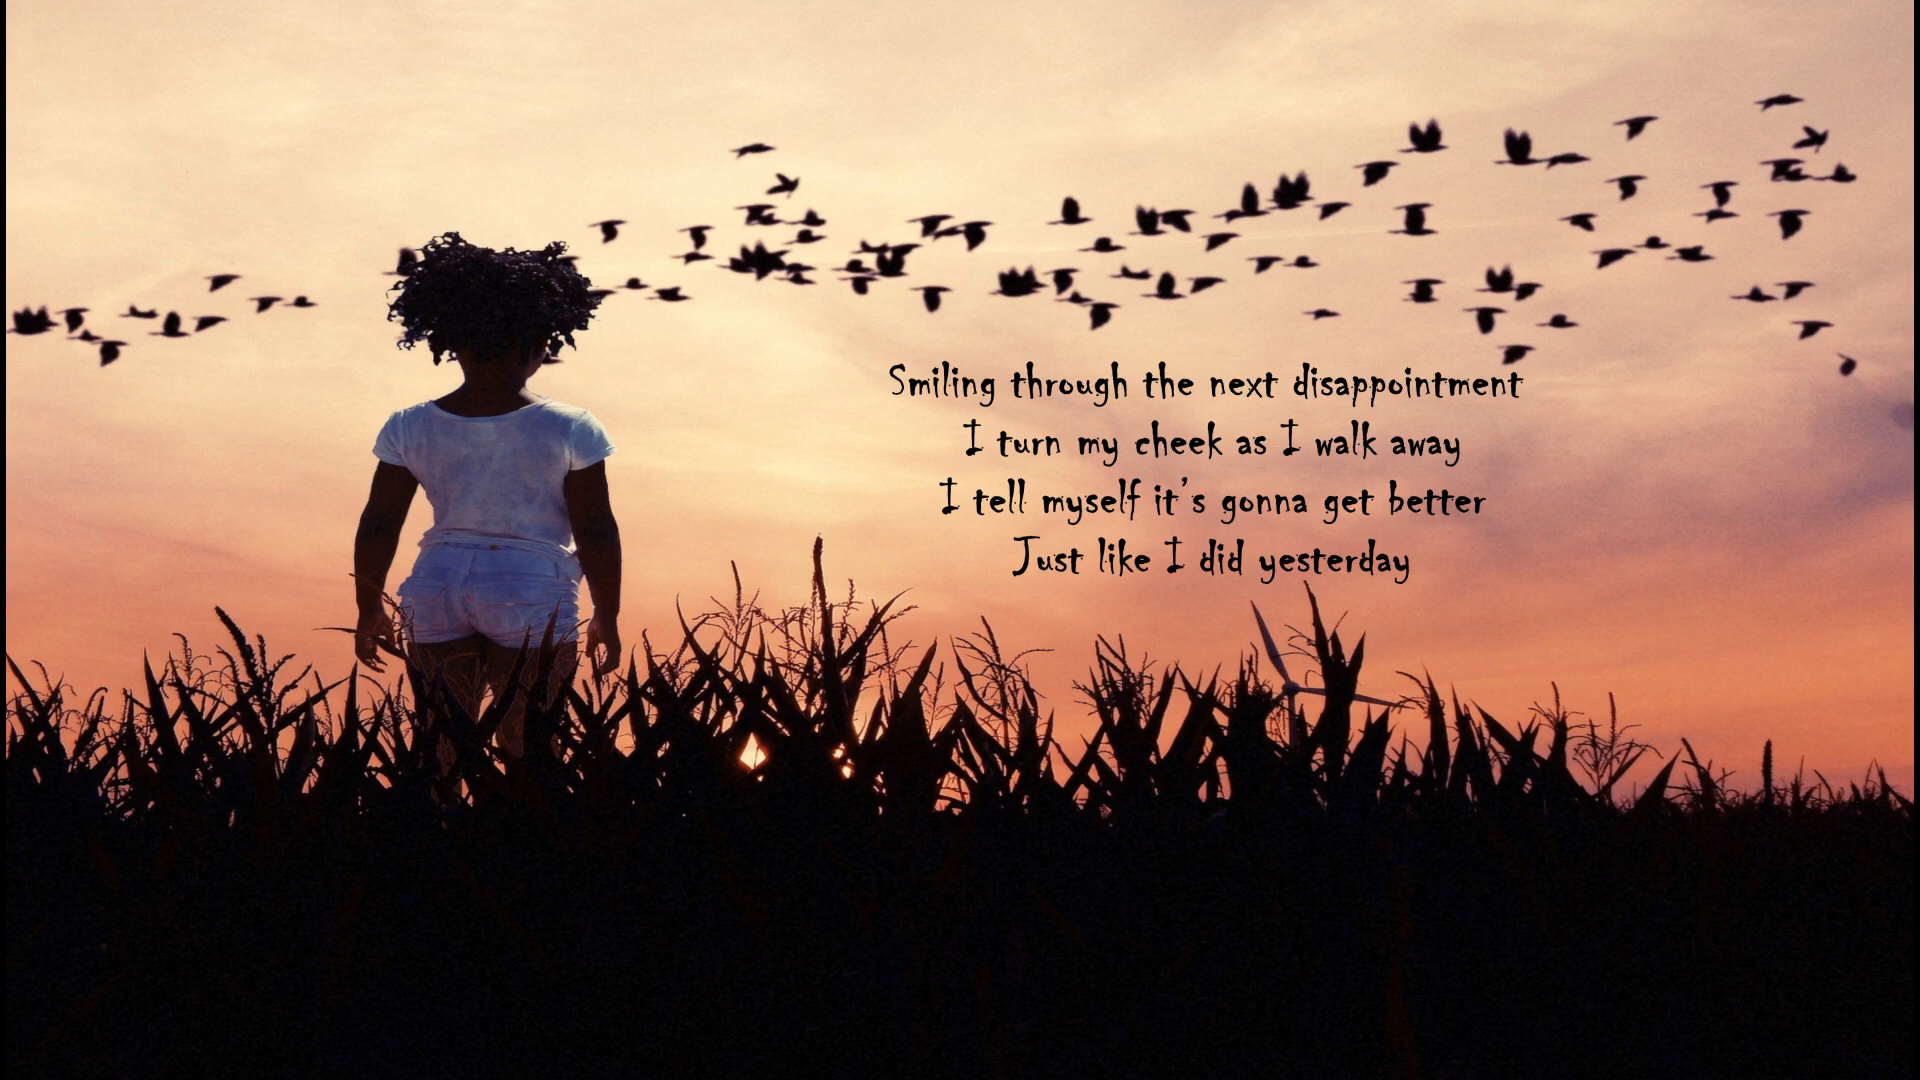 Smiling through the next disappointment
I turn my cheek as I walk away
I tell myself it's gonna get better
Just like I did yesterday